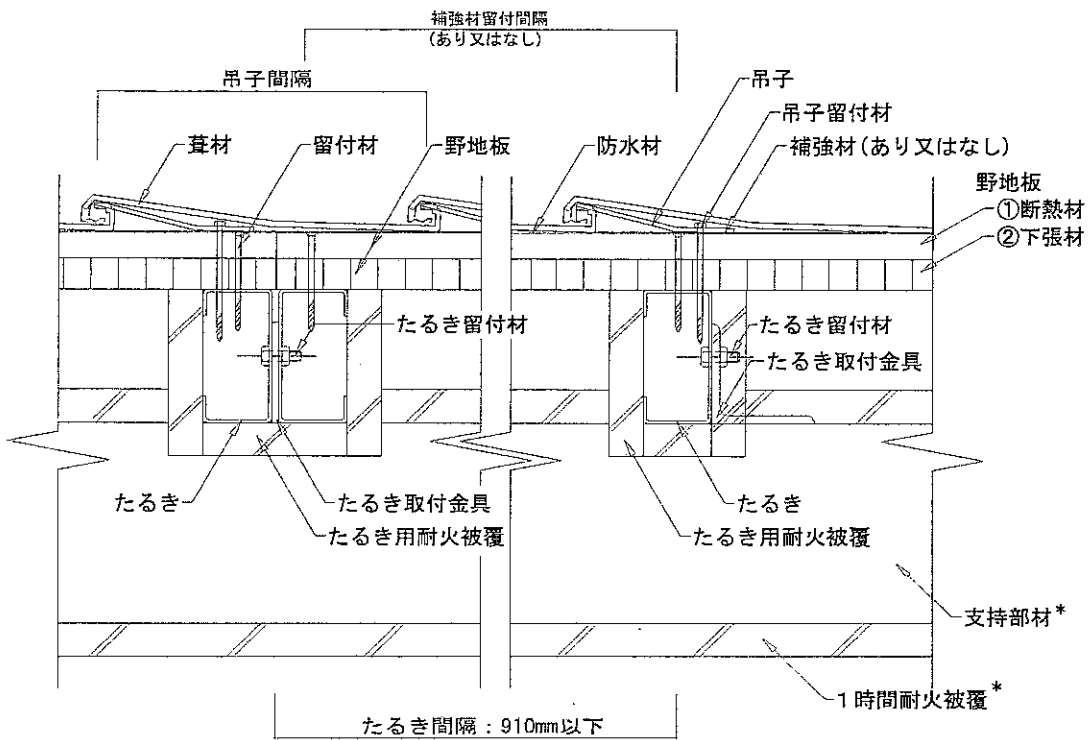 補強材留付間隔
(あり又はなし)
吊子間隔
吊子
吊子留付材
葺材
留付材
野地板
防水材
補強材(あり又はなし)
野地板
①断熱材
②下張材
たるき留付材
たるき留付材
たるき取付金具
たるき
たるき取付金具
たるき
たるき用耐火被覆
たるき用耐火被覆
支持部材*
1時間耐火被覆*
たるき間隔:910mm以下